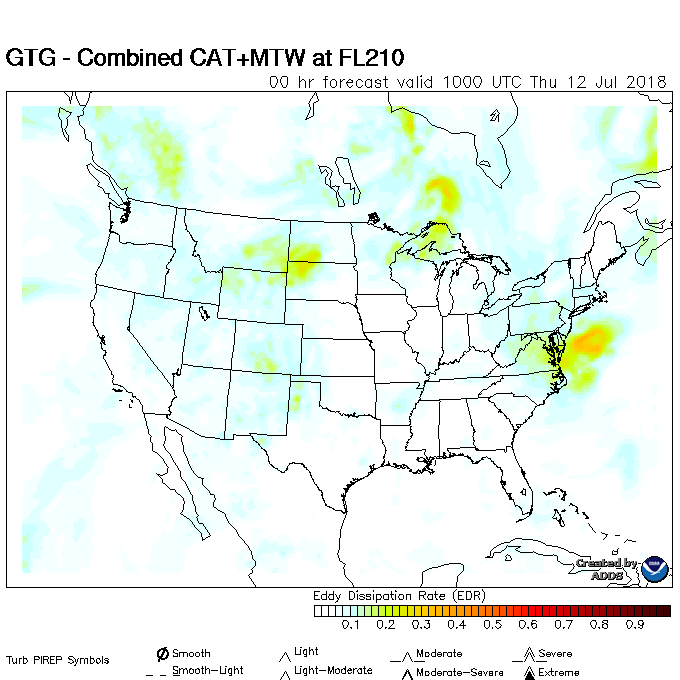 GTG - Combined CAT+MTW at FL210
00 hr forecast valid 1000 UTC Thu 12 Jul 2018
Created by
ADDS
Eddy Dissipation Rate (EDR)
0.1 0.2 0.3 0.4 0.5 0.6 0.7 0.8 0.9
Turb PIREP Symbols
Smooth Light Moderate Severe
Smooth-Light Light-Moderate Moderate-Severe Extreme